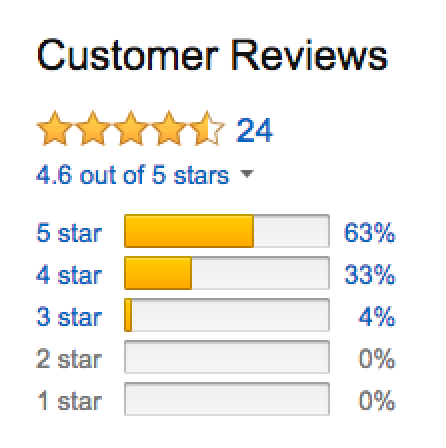 Customer Reviews
24
4.6 out of 5 stars
5 star 63%
4 star 33%
3 star 4%
2 star 0%
1 star 0%